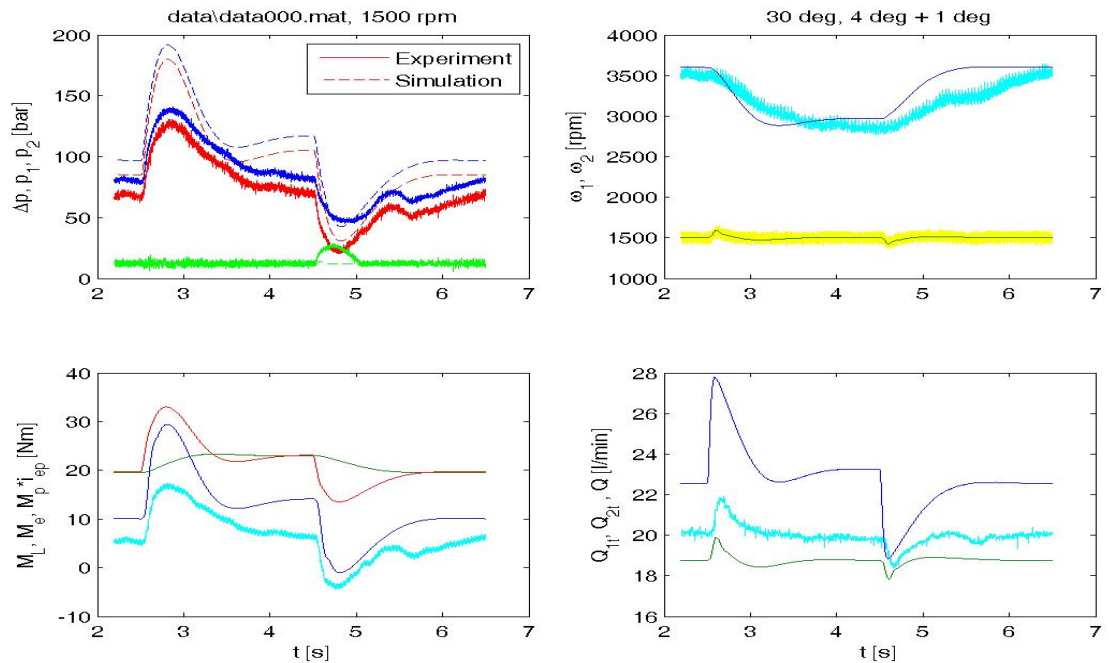 data\data000.mat, 1500 rpm
30 deg, 4 deg + 1 deg
Δp, p1, p2 [bar]
200
150
100
50
0
2 3 4 5 6 7
Experiment
Simulation
ω1, ω2 [rpm]
4000
3500
3000
2500
2000
1500
1000
2 3 4 5 6 7
ML, Me, Mp*iep [Nm]
40
30
20
10
0
-10
2 3 4 5 6 7
t [s]
Q1t, Q2t, Q [l/min]
28
26
24
22
20
18
16
2 3 4 5 6 7
t [s]